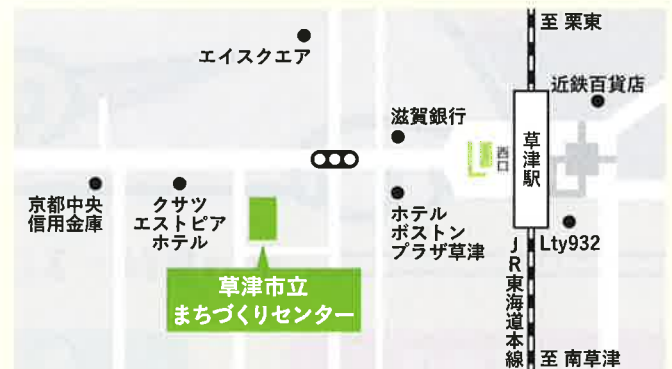 至 栗東
エイスクエア
近鉄百貨店
滋賀銀行
西口
草津駅
京都中央
信用金庫
クサツ
エストピア
ホテル
ホテル
ボストン
プラザ草津
Lty932
草津市立
まちづくりセンター
JR東海道本線
至 南草津